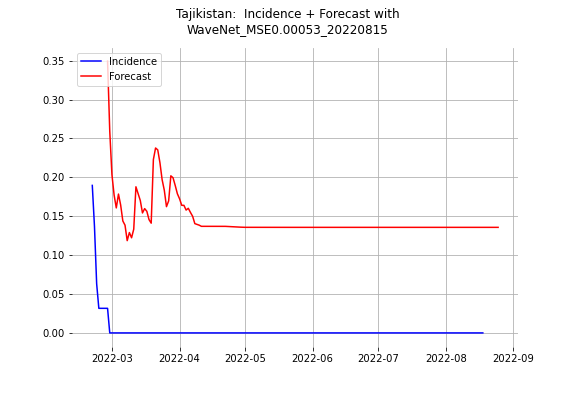 Tajikistan:  Incidence + Forecast with
WaveNet_MSE0.00053_20220815
Incidence
Forecast
0.35
0.30
0.25
0.20
0.15
0.10
0.05
0.00
2022-03 2022-04 2022-05 2022-06 2022-07 2022-08 2022-09